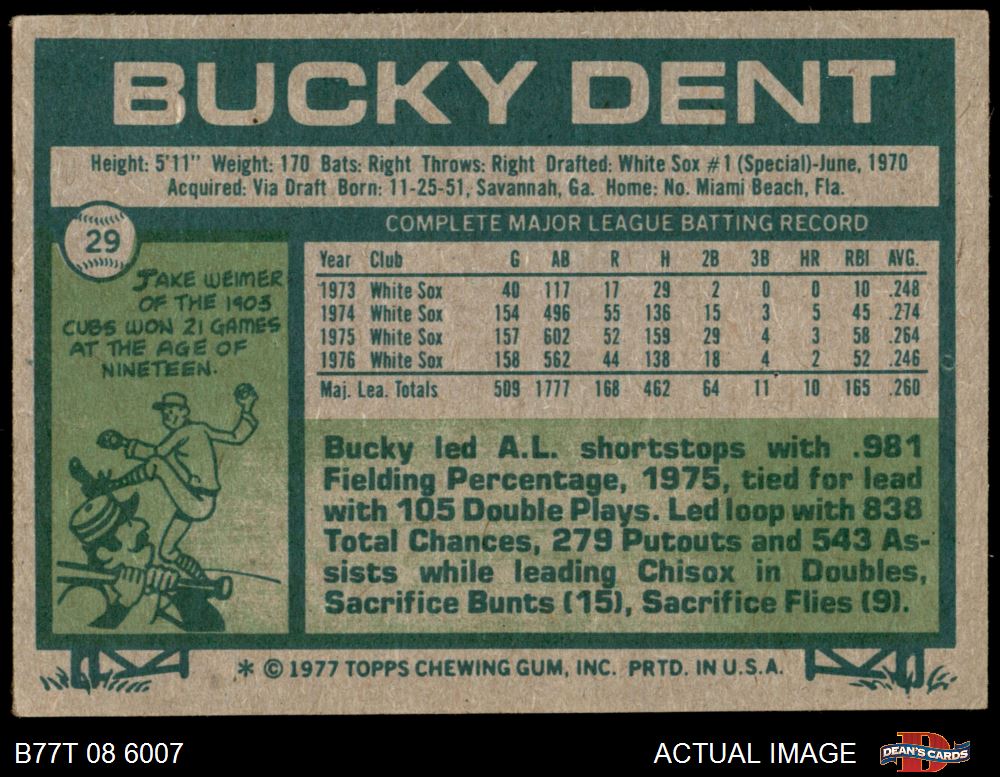 BUCKY DENT
Height: 5'11" Weight: 170 Bats: Right Throws: Right Drafted: White Sox #1 (Special)-June, 1970
Acquired: Via Draft Born: 11-25-51, Savannah, Ga. Home: No. Miami Beach, Fla.
29
JAKE WEIMER
OF THE 1903
CUBS WON 21 GAMES
AT THE AGE OF
NINETEEN.
COMPLETE MAJOR LEAGUE BATTING RECORD
Year Club G AB R H 2B 3B HR RBI AVG.
1973 White Sox 40 117 17 29 2 0 0 10 .248
1974 White Sox 154 496 55 136 15 3 5 45 .274
1975 White Sox 157 602 52 159 29 4 3 58 .264
1976 White Sox 158 562 44 138 18 4 2 52 .246
Maj. Lea. Totals 509 1777 168 462 64 11 10 165 .260
Bucky led A.L. shortstops with .981
Fielding Percentage, 1975, tied for lead
with 105 Double Plays. Led loop with 838
Total Chances, 279 Putouts and 543 As-
sists while leading Chisox in Doubles,
Sacrifice Bunts (15), Sacrifice Flies (9).
* © 1977 TOPPS CHEWING GUM, INC. PRTD. IN U.S.A.
B77T 08 6007
ACTUAL IMAGE
D
DEAN'S CARDS